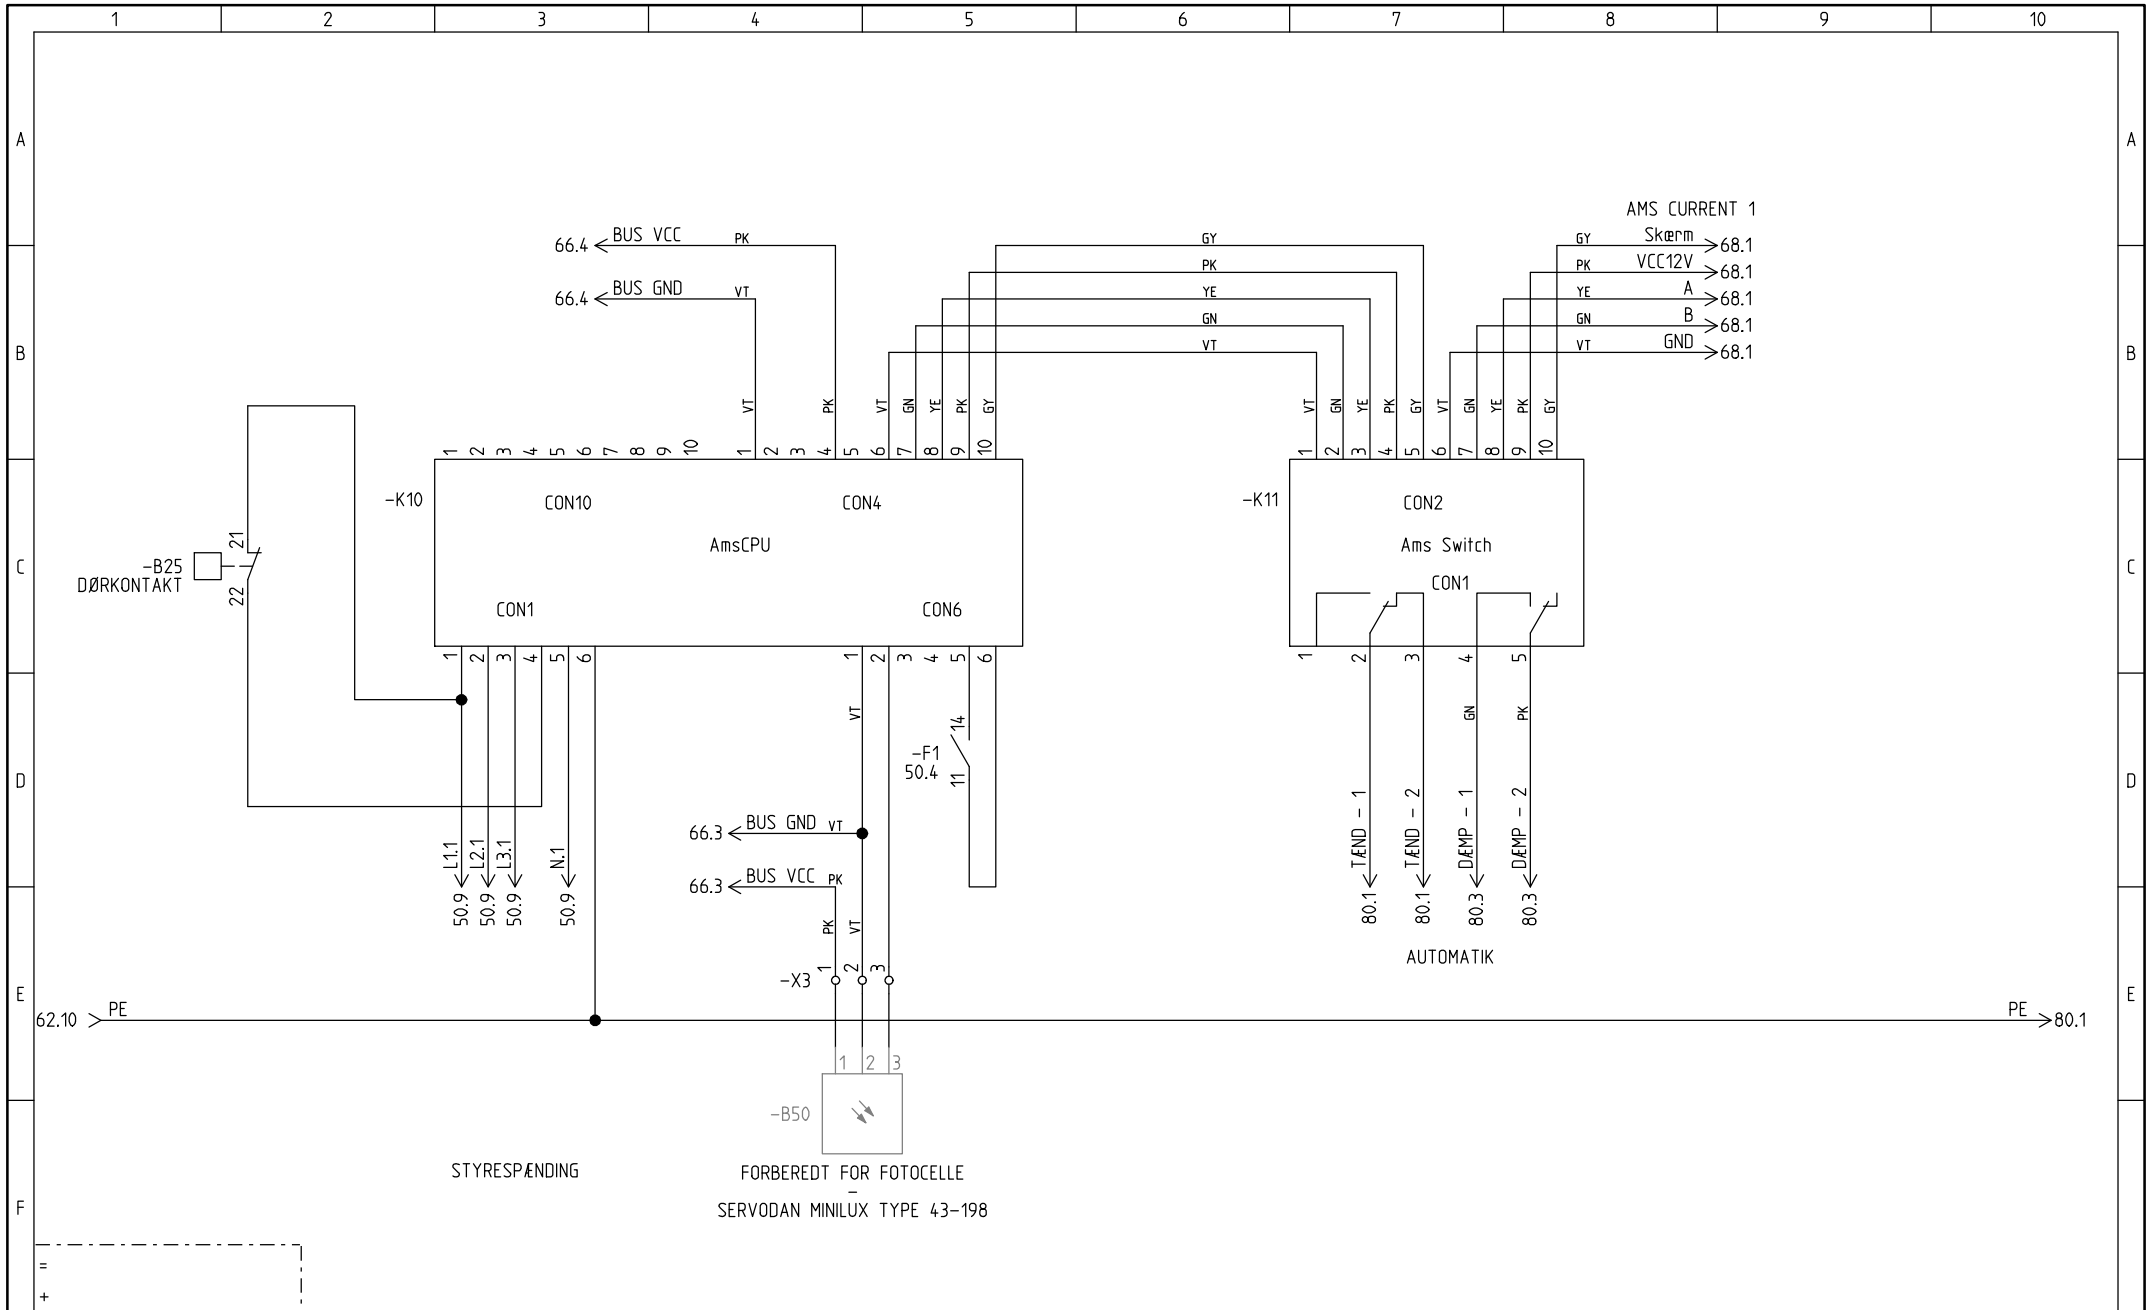 1 2 3 4 5 6 7 8 9 10
A A
AMS CURRENT 1
66.4 BUS VCC PK GY GY Skærm 68.1
PK PK VCC12V 68.1
66.4 BUS GND VT YE YE A 68.1
GN GN B 68.1
B VT VT GND 68.1 B
VT PK VT GN YE PK GY VT GN YE PK GY VT GN YE PK GY
1 2 3 4 5 6 7 8 9 10 1 2 3 4 5 6 7 8 9 10 1 2 3 4 5 6 7 8 9 10
-K10 CON10 CON4 -K11 CON2
AmsCPU Ams Switch
21
C -B25 C
DØRKONTAKT
22
CON1
CON1 CON6
1 2 3 4 5 6 1 2 3 4 5 6 1 2 3 4 5
VT GN PK
14
-F1
50.4
11
D D
66.3 BUS GND VT
L1.1 L2.1 L3.1 N.1 TÆND - 1 TÆND - 2 DÆMP - 1 DÆMP - 2
66.3 BUS VCC PK
50.9 50.9 50.9 50.9 80.1 80.1 80.3 80.3
PK VT
AUTOMATIK
-X3 1 2 3
E E
62.10 PE PE 80.1
1 2 3
-B50
STYRESPÆNDING FORBEREDT FOR FOTOCELLE
-
F SERVODAN MINILUX TYPE 43-198
=
+